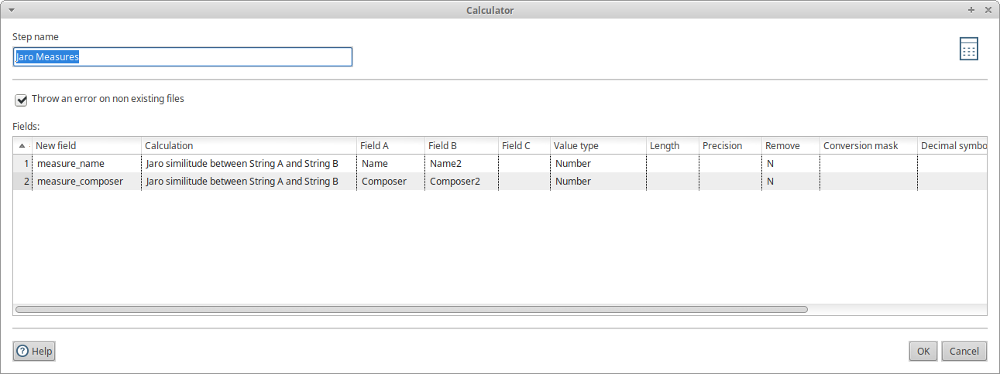 Calculator
Step name
Jaro Measures
Throw an error on non existing files
Fields:
New field Calculation Field A Field B Field C Value type Length Precision Remove Conversion mask Decimal symbo
1 measure_name Jaro similitude between String A and String B Name Name2 Number N
2 measure_composer Jaro similitude between String A and String B Composer Composer2 Number N
Help OK Cancel